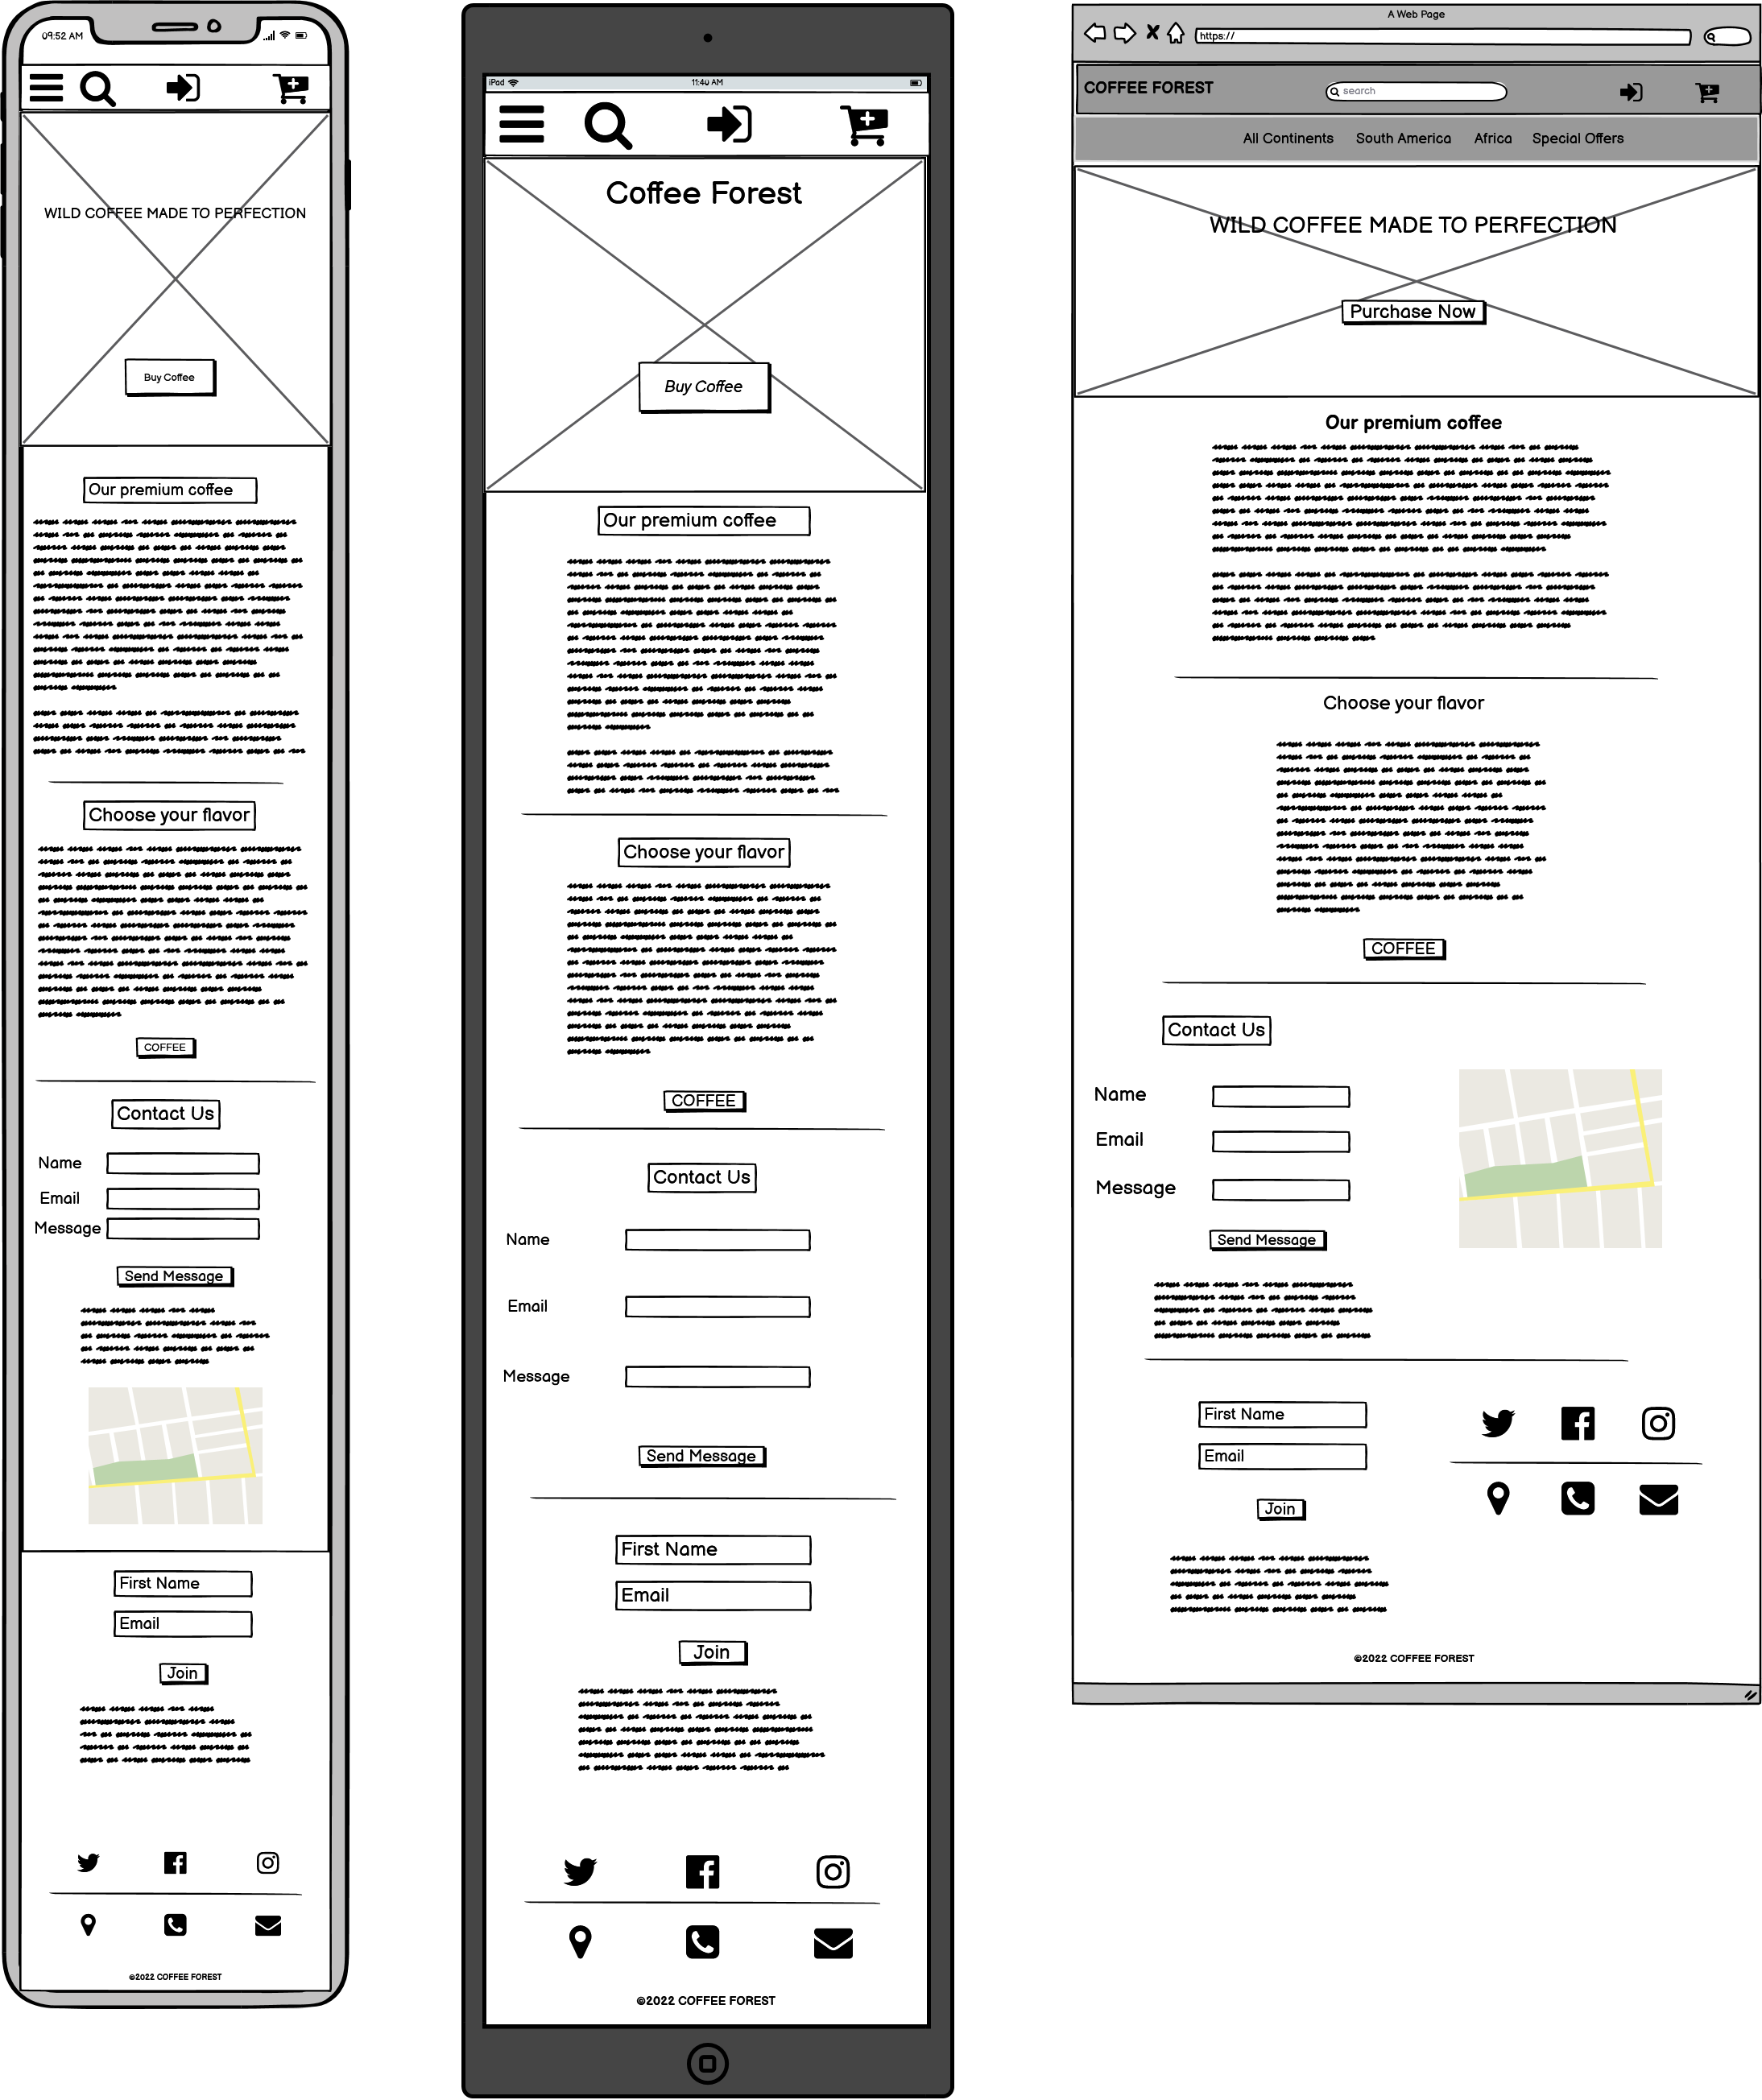 09:52 AM
WILD COFFEE MADE TO PERFECTION
Buy Coffee
Our premium coffee
Choose your flavor
COFFEE
Contact Us
Name
Email
Message
Send Message
First Name
Email
Join
©2022 COFFEE FOREST
iPad
11:40 AM
Coffee Forest
Buy Coffee
Our premium coffee
Choose your flavor
COFFEE
Contact Us
Name
Email
Message
Send Message
First Name
Email
Join
©2022 COFFEE FOREST
A Web Page
https://
COFFEE FOREST
search
All Continents South America Africa Special Offers
WILD COFFEE MADE TO PERFECTION
Purchase Now
Our premium coffee
Choose your flavor
COFFEE
Contact Us
Name
Email
Message
Send Message
First Name
Email
Join
©2022 COFFEE FOREST